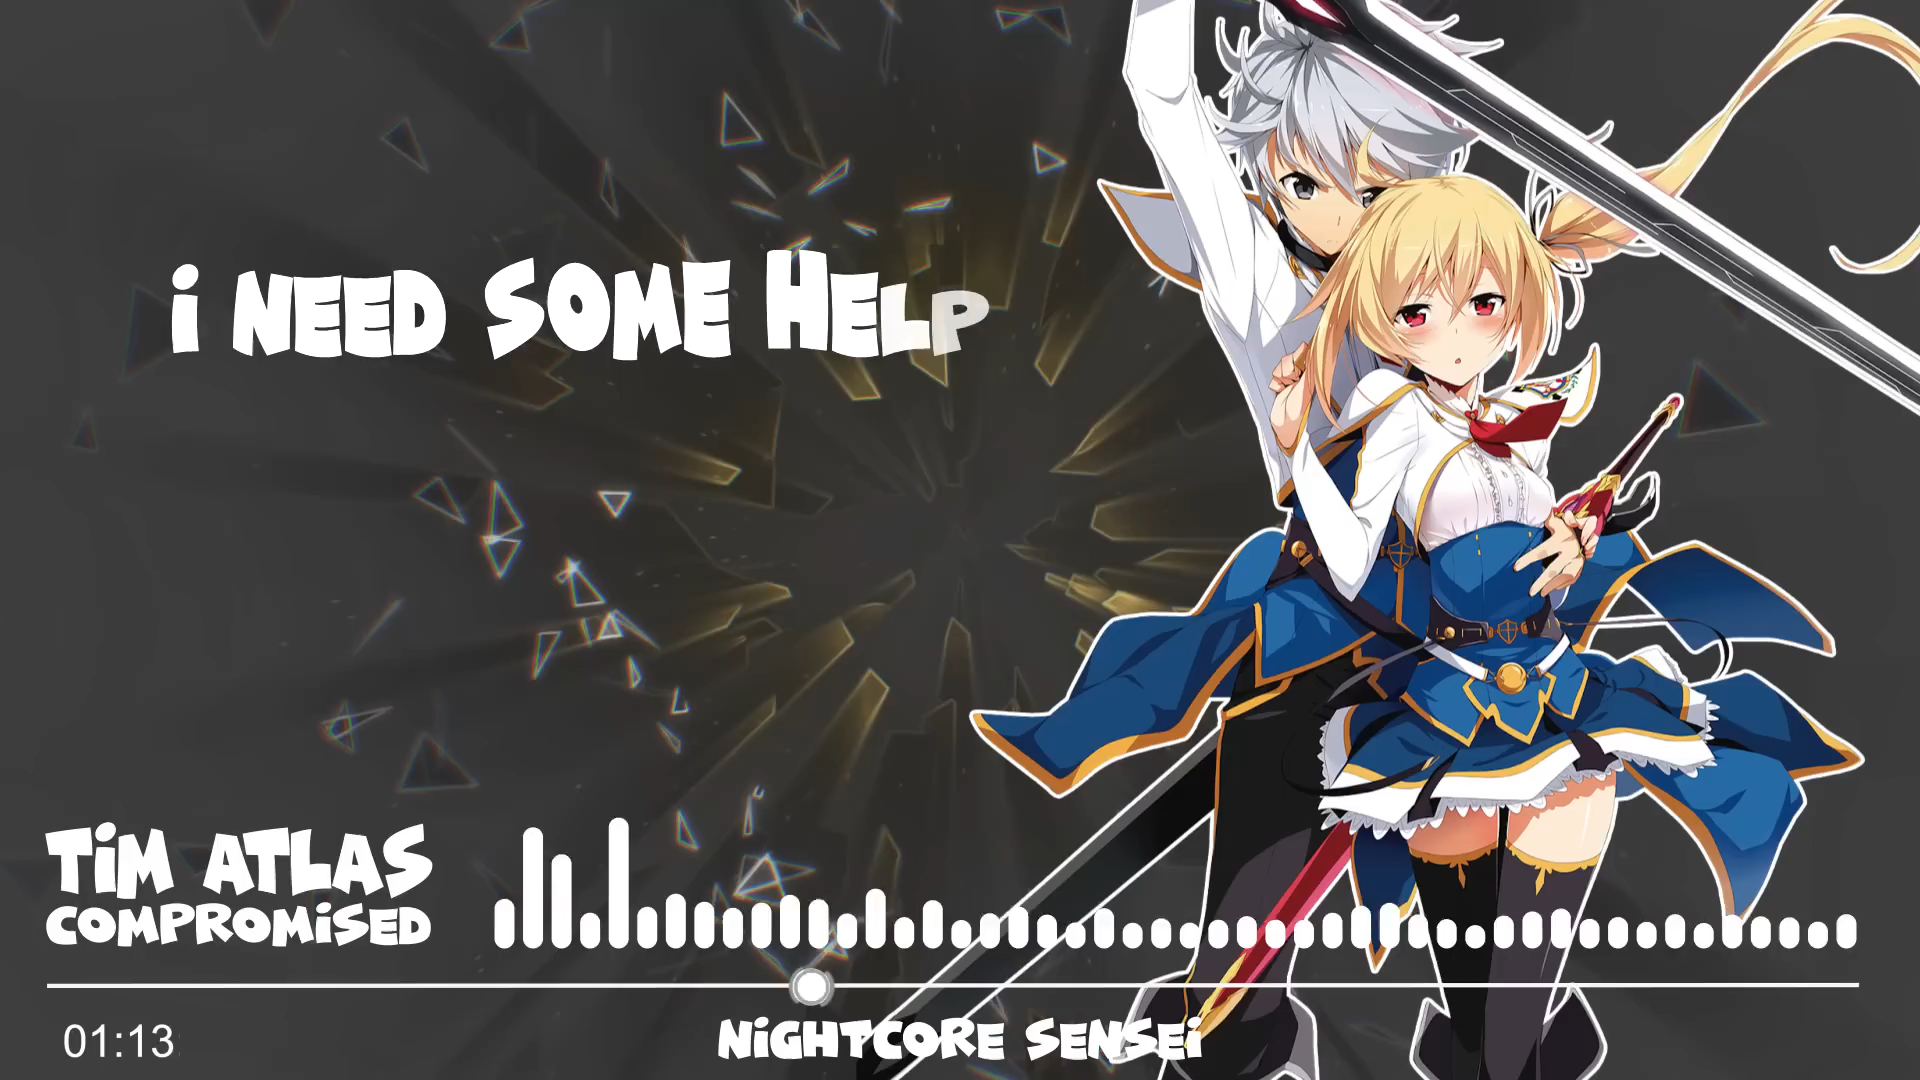 i NEED SOME HELP
TiM ATLAS
COMPROMiSED
01:13
NiGHTCORE SENSEi